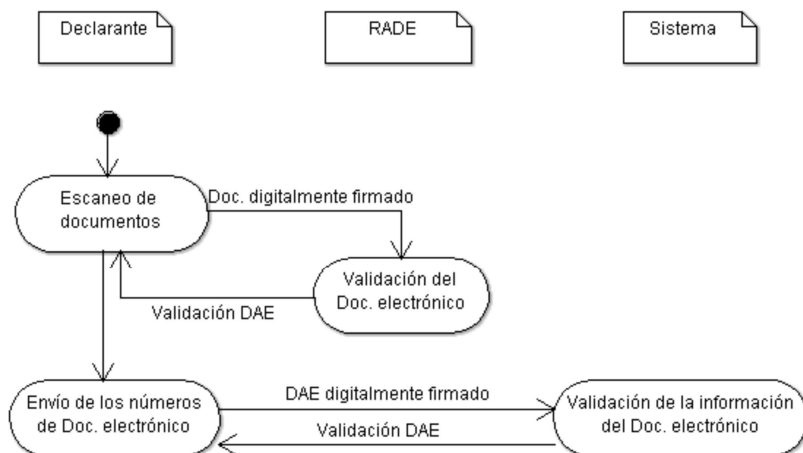 Declarante
RADE
Sistema
Escaneo de
documentos
Doc. digitalmente firmado
Validación del
Doc. electrónico
Validación DAE
Envío de los números
de Doc. electrónico
DAE digitalmente firmado
Validación DAE
Validación de la información
del Doc. electrónico